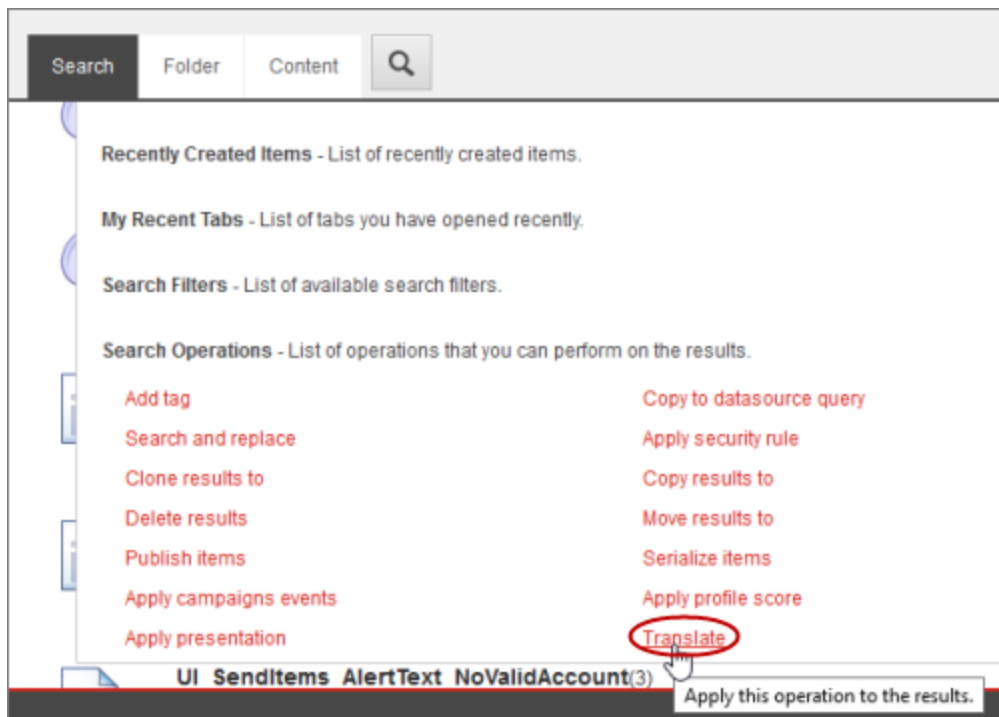 Search Folder Content
Recently Created Items - List of recently created items.
My Recent Tabs - List of tabs you have opened recently.
Search Filters - List of available search filters.
Search Operations - List of operations that you can perform on the results.
Add tag Copy to datasource query
Search and replace Apply security rule
Clone results to Copy results to
Delete results Move results to
Publish items Serialize items
Apply campaigns events Apply profile score
Apply presentation Translate
UI_SendItems_AlertText_NoValidAccount(3)
Apply this operation to the results.